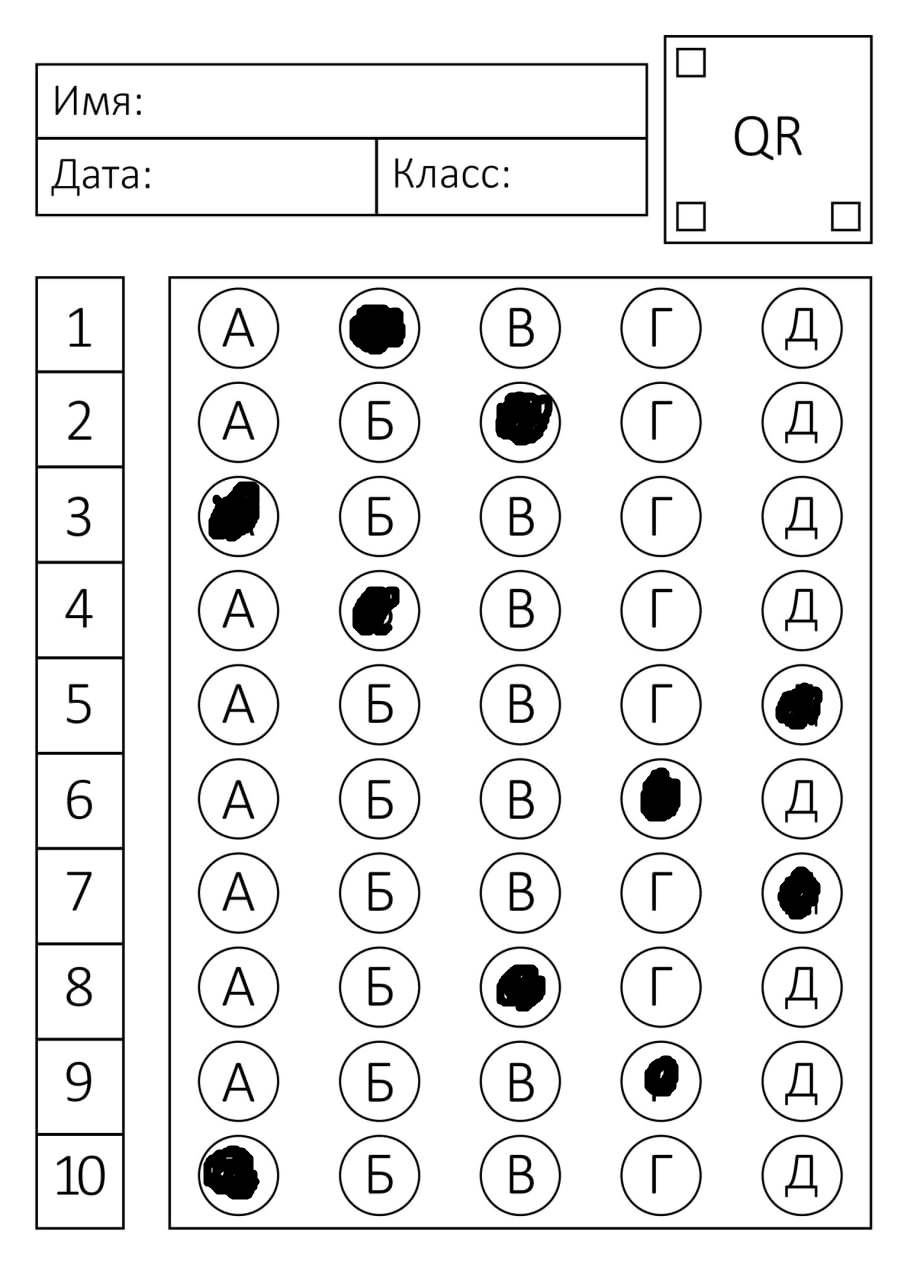 Имя:
QR
Дата: Класс:
1 А В Г Д
2 А Б Г Д
3 Б В Г Д
4 А В Г Д
5 А Б В Г
6 А Б В Д
7 А Б В Г
8 А Б Г Д
9 А Б В Д
10 Б В Г Д